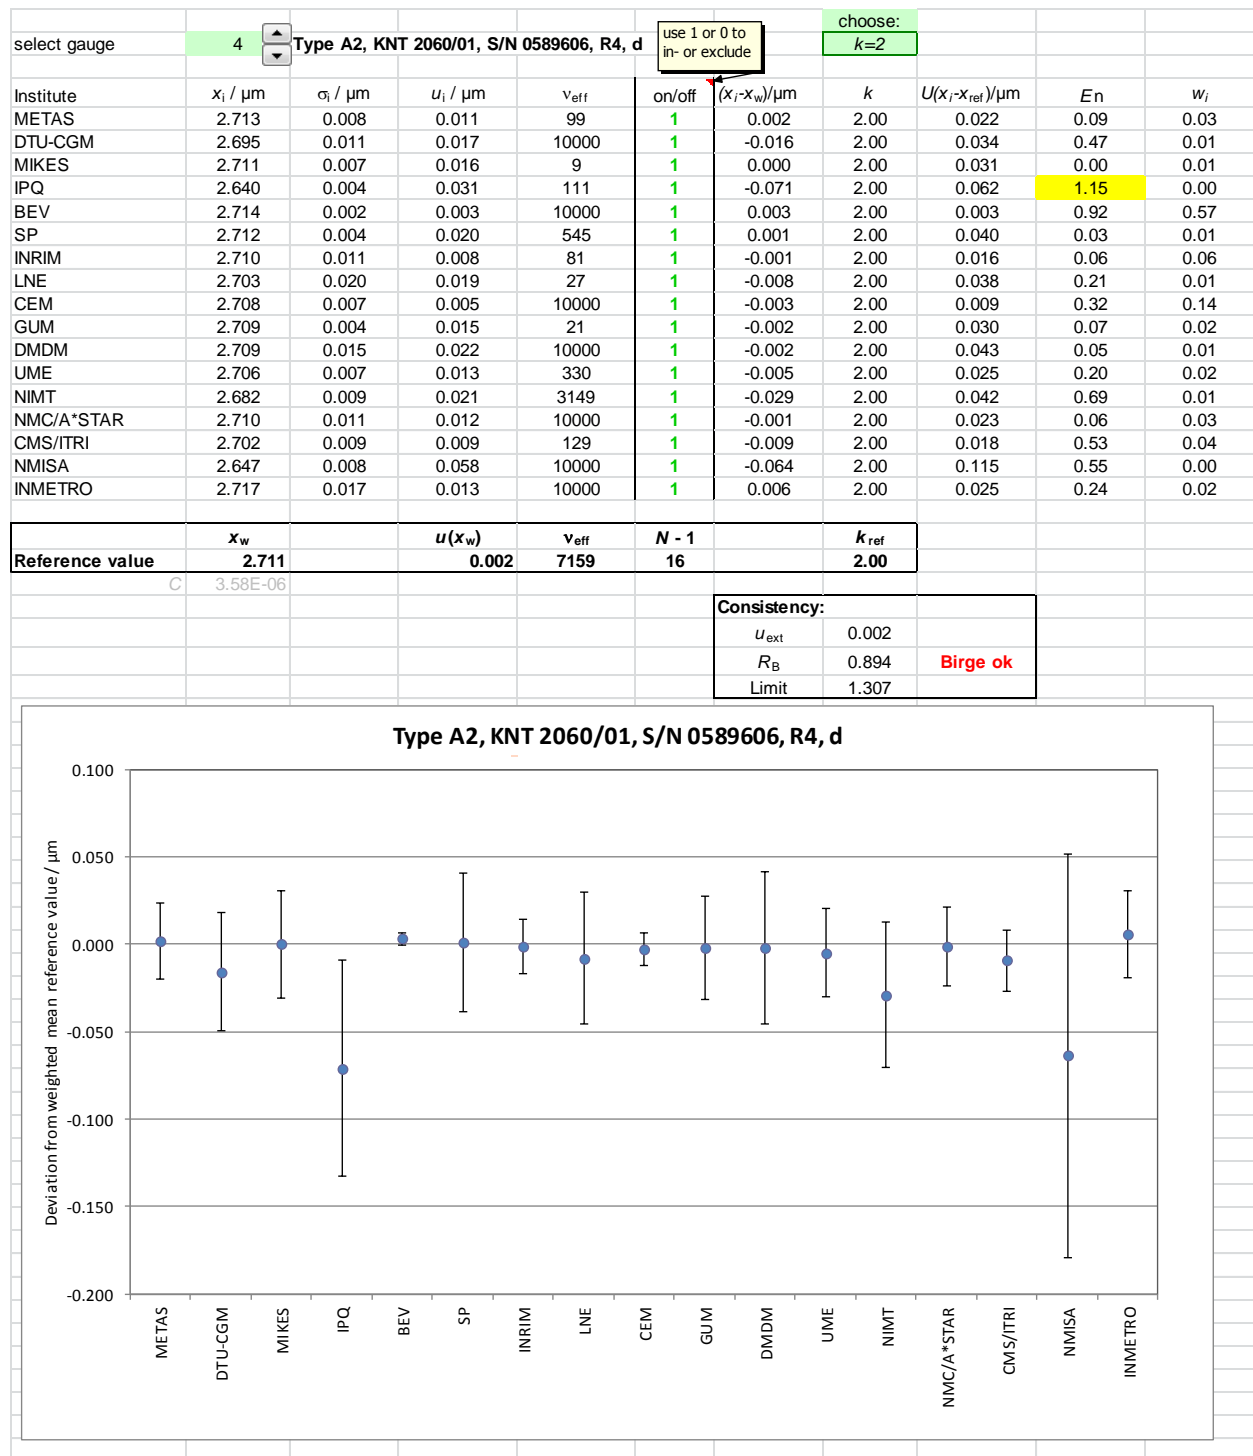 choose:
select gauge 4 Type A2, KNT 2060/01, S/N 0589606, R4, d k=2
use 1 or 0 to
in- or exclude
Institute xi / µm σi / µm ui / µm νeff on/off (xi-xw)/µm k U(xi-xref)/µm En wi
METAS 2.713 0.008 0.011 99 1 0.002 2.00 0.022 0.09 0.03
DTU-CGM 2.695 0.011 0.017 10000 1 -0.016 2.00 0.034 0.47 0.01
MIKES 2.711 0.007 0.016 9 1 0.000 2.00 0.031 0.00 0.01
IPQ 2.640 0.004 0.031 111 1 -0.071 2.00 0.062 1.15 0.00
BEV 2.714 0.002 0.003 10000 1 0.003 2.00 0.003 0.92 0.57
SP 2.712 0.004 0.020 545 1 0.001 2.00 0.040 0.03 0.01
INRIM 2.710 0.011 0.008 81 1 -0.001 2.00 0.016 0.06 0.06
LNE 2.703 0.020 0.019 27 1 -0.008 2.00 0.038 0.21 0.01
CEM 2.708 0.007 0.005 10000 1 -0.003 2.00 0.009 0.32 0.14
GUM 2.709 0.004 0.015 21 1 -0.002 2.00 0.030 0.07 0.02
DMDM 2.709 0.015 0.022 10000 1 -0.002 2.00 0.043 0.05 0.01
UME 2.706 0.007 0.013 330 1 -0.005 2.00 0.025 0.20 0.02
NIMT 2.682 0.009 0.021 3149 1 -0.029 2.00 0.042 0.69 0.01
NMC/A*STAR 2.710 0.011 0.012 10000 1 -0.001 2.00 0.023 0.06 0.03
CMS/ITRI 2.702 0.009 0.009 129 1 -0.009 2.00 0.018 0.53 0.04
NMISA 2.647 0.008 0.058 10000 1 -0.064 2.00 0.115 0.55 0.00
INMETRO 2.717 0.017 0.013 10000 1 0.006 2.00 0.025 0.24 0.02
xw u(xw) νeff N - 1 kref
Reference value 2.711 0.002 7159 16 2.00
C 3.58E-06
Consistency:
uext 0.002
RB 0.894 Birge ok
Limit 1.307
Type A2, KNT 2060/01, S/N 0589606, R4, d
Deviation from weighted mean reference value / µm
0.100
0.050
0.000
-0.050
-0.100
-0.150
-0.200
METAS
DTU-CGM
MIKES
IPQ
BEV
SP
INRIM
LNE
CEM
GUM
DMDM
UME
NIMT
NMC/A*STAR
CMS/ITRI
NMISA
INMETRO